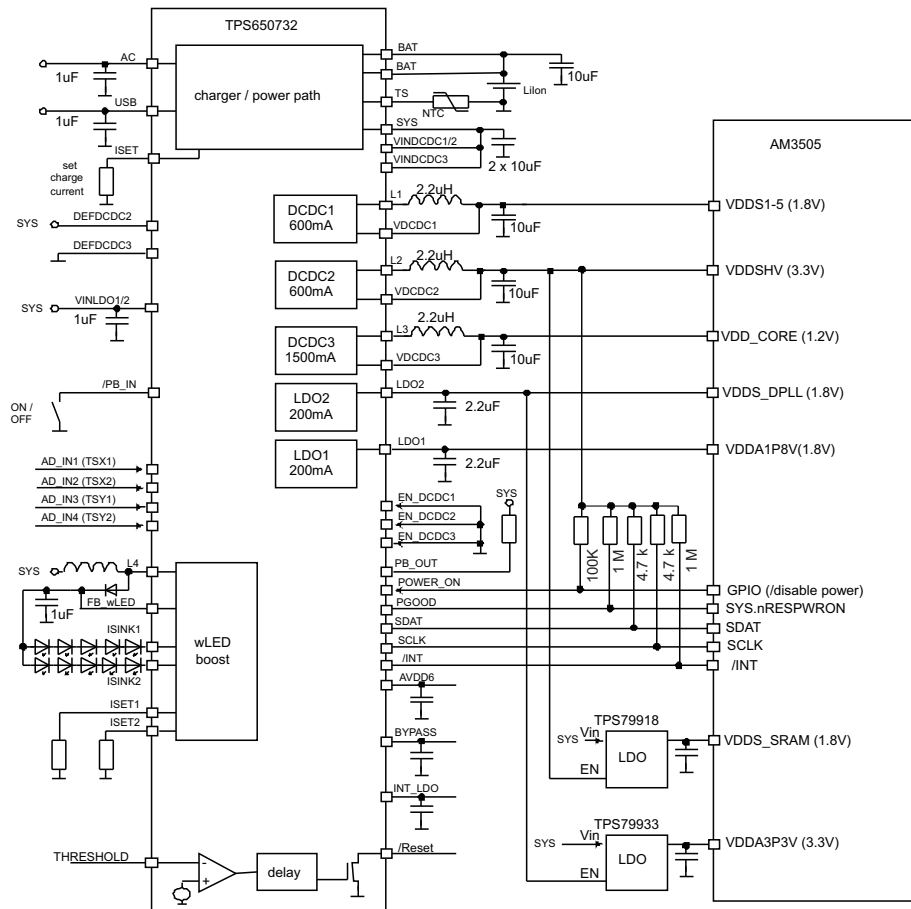 TPS650732
AC
1uF
USB
1uF
ISET
set
charge
current
charger / power path
BAT
BAT
10uF
LiIon
TS
NTC
SYS
VINDCDC1/2
VINDCDC3
2 x 10uF
AM3505
SYS
DEFDCDC2
DEFDCDC3
SYS
VINLDO1/2
1uF
/PB_IN
ON /
OFF
AD_IN1 (TSX1)
AD_IN2 (TSX2)
AD_IN3 (TSY1)
AD_IN4 (TSY2)
DCDC1
600mA
L1
2.2uH
VDCDC1
10uF
VDDS1-5 (1.8V)
DCDC2
600mA
L2
2.2uH
VDCDC2
10uF
VDDSHV (3.3V)
DCDC3
1500mA
L3
2.2uH
VDCDC3
10uF
VDD_CORE (1.2V)
LDO2
200mA
LDO2
2.2uF
VDDS_DPLL (1.8V)
LDO1
200mA
LDO1
2.2uF
VDDA1P8V(1.8V)
EN_DCDC1
EN_DCDC2
EN_DCDC3
SYS
PB_OUT
POWER_ON
PGOOD
SDAT
SCLK
/INT
100K
1 M
4.7 k
4.7 k
1 M
GPIO (/disable power)
SYS.nRESPWRON
SDAT
SCLK
/INT
SYS
L4
1uF
FB_wLED
ISINK1
ISINK2
ISET1
ISET2
wLED
boost
AVDD6
BYPASS
INT_LDO
TPS79918
SYS
Vin
LDO
EN
VDDS_SRAM (1.8V)
TPS79933
SYS
Vin
LDO
EN
VDDA3P3V (3.3V)
THRESHOLD
-
+
delay
/Reset